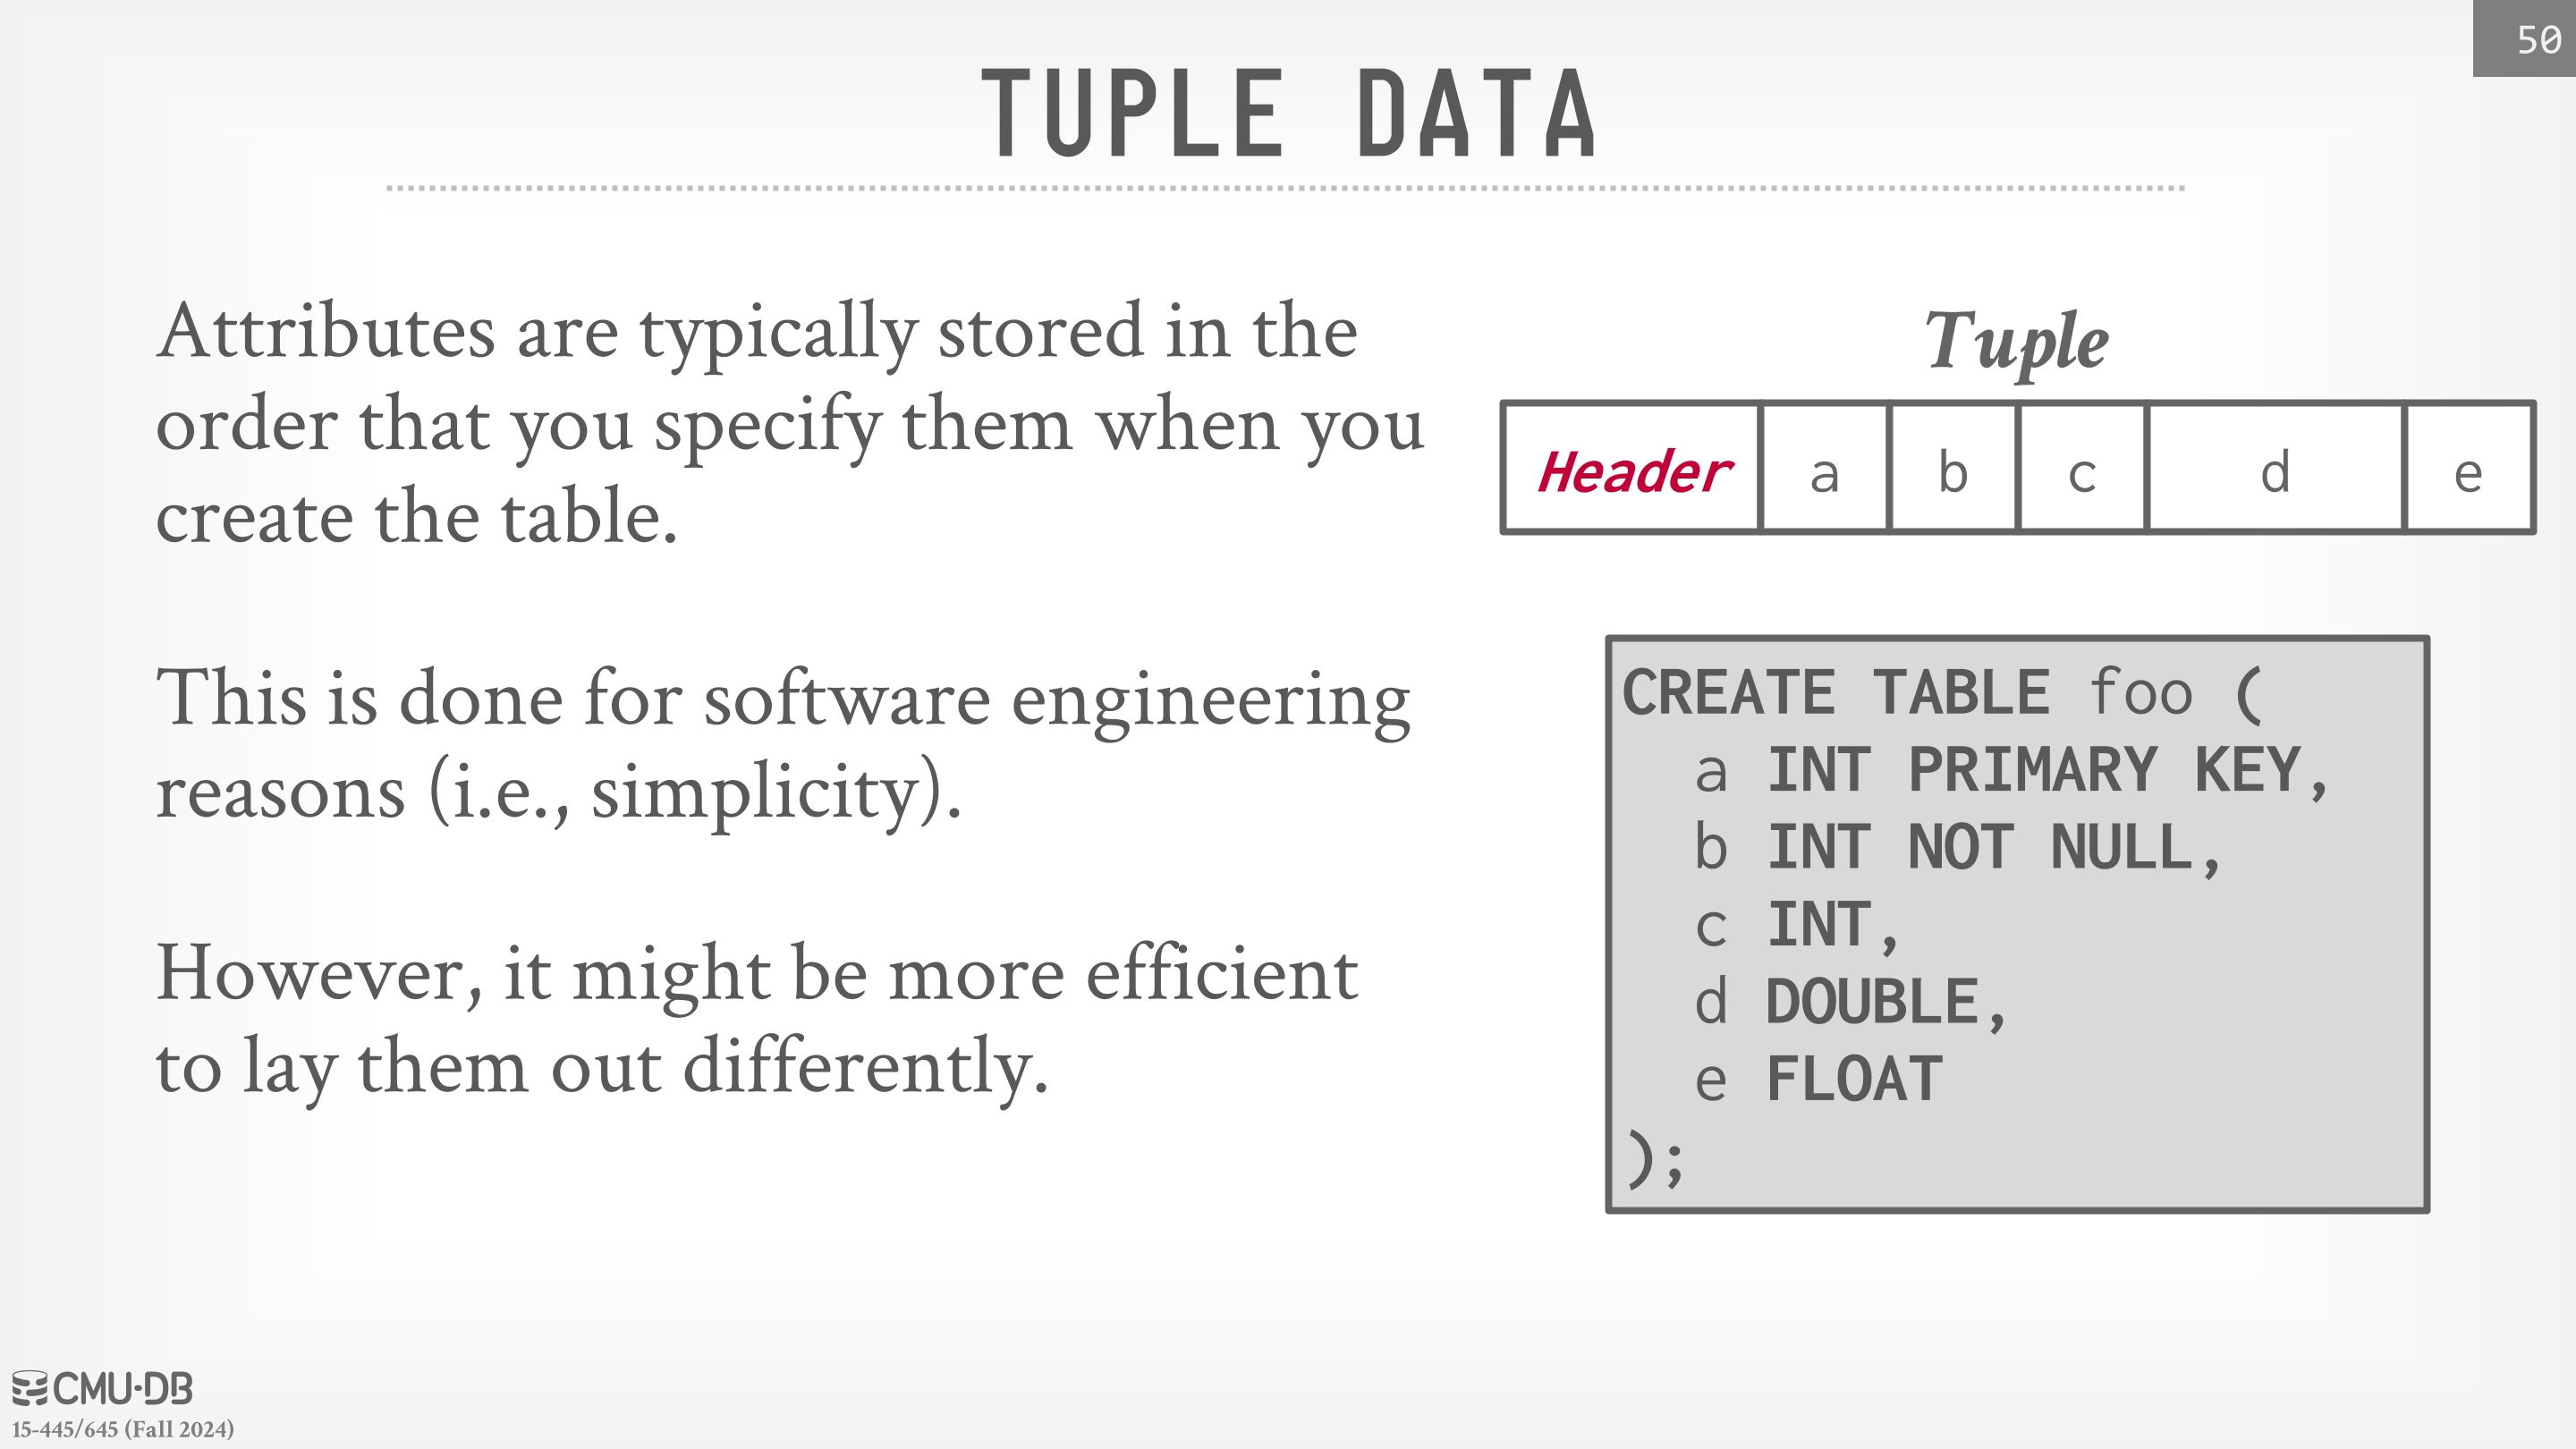 50
TUPLE DATA
Attributes are typically stored in the
order that you specify them when you
create the table.
This is done for software engineering
reasons (i.e., simplicity).
However, it might be more efficient
to lay them out differently.
Tuple
Header a b c d e
CREATE TABLE foo (
a INT PRIMARY KEY,
b INT NOT NULL,
c INT,
d DOUBLE,
e FLOAT
);
CMU·DB
15-445/645 (Fall 2024)